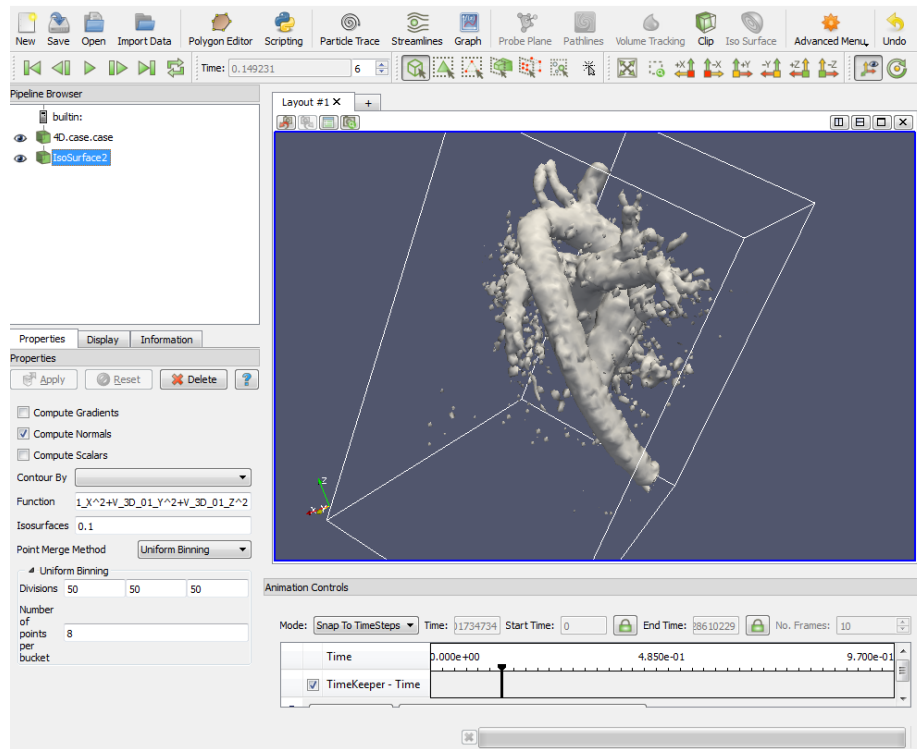 New Save Open Import Data Polygon Editor Scripting Particle Trace Streamlines Graph Probe Plane Pathlines Volume Tracking Clip Iso Surface Advanced Menu Undo
Time: 0.149231 6 +X -X +Y -Y +Z -Z
Pipeline Browser
builtin:
4D.case.case
IsoSurface2
Layout #1 X +
Z
X Y
Properties Display Information
Properties
Apply Reset Delete ?
Compute Gradients
Compute Normals
Compute Scalars
Contour By
Function 1_X^2+V_3D_01_Y^2+V_3D_01_Z^2
Isosurfaces 0.1
Point Merge Method Uniform Binning
Uniform Binning
Divisions 50 50 50
Number
of
points 8
per
bucket
Animation Controls
Mode: Snap To TimeSteps Time: 01734734 Start Time: 0 End Time: 28610229 No. Frames: 10
Time 0.000e+00 4.850e-01 9.700e-01
TimeKeeper - Time